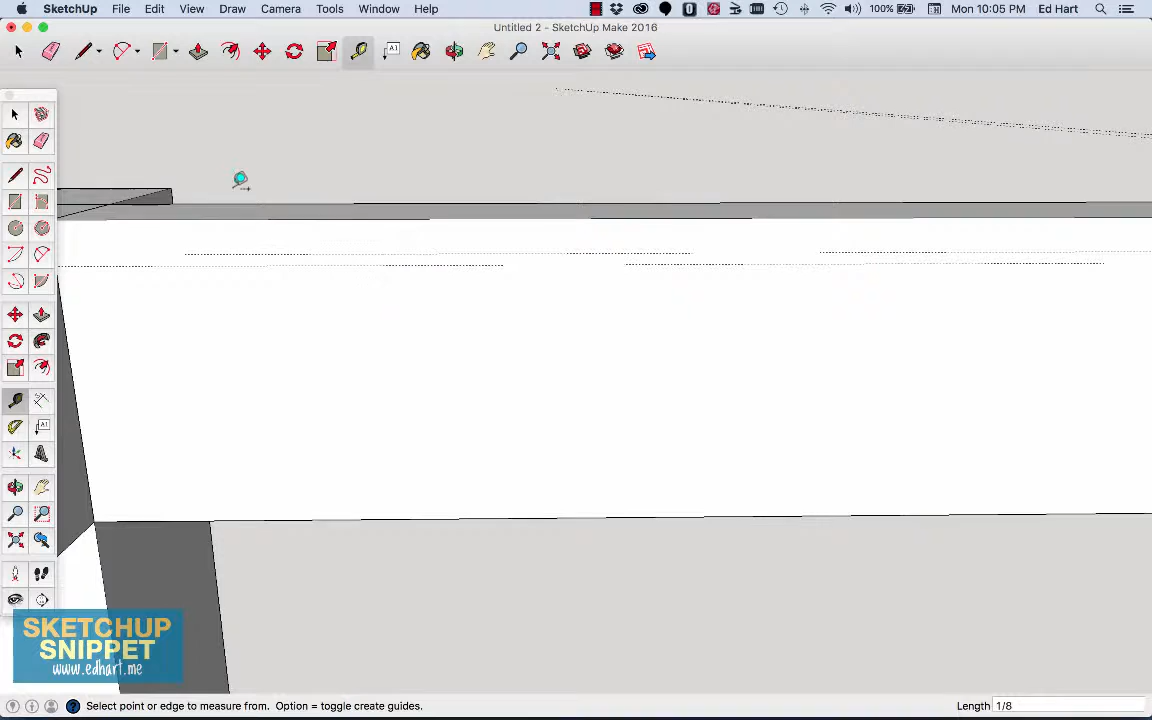 SketchUp File Edit View Draw Camera Tools Window Help 100% Mon 10:05 PM Ed Hart
Untitled 2 - SketchUp Make 2016
A1
A1
SKETCHUP
SNIPPET
www.edhart.me
Select point or edge to measure from. Option = toggle create guides. Length 1/8